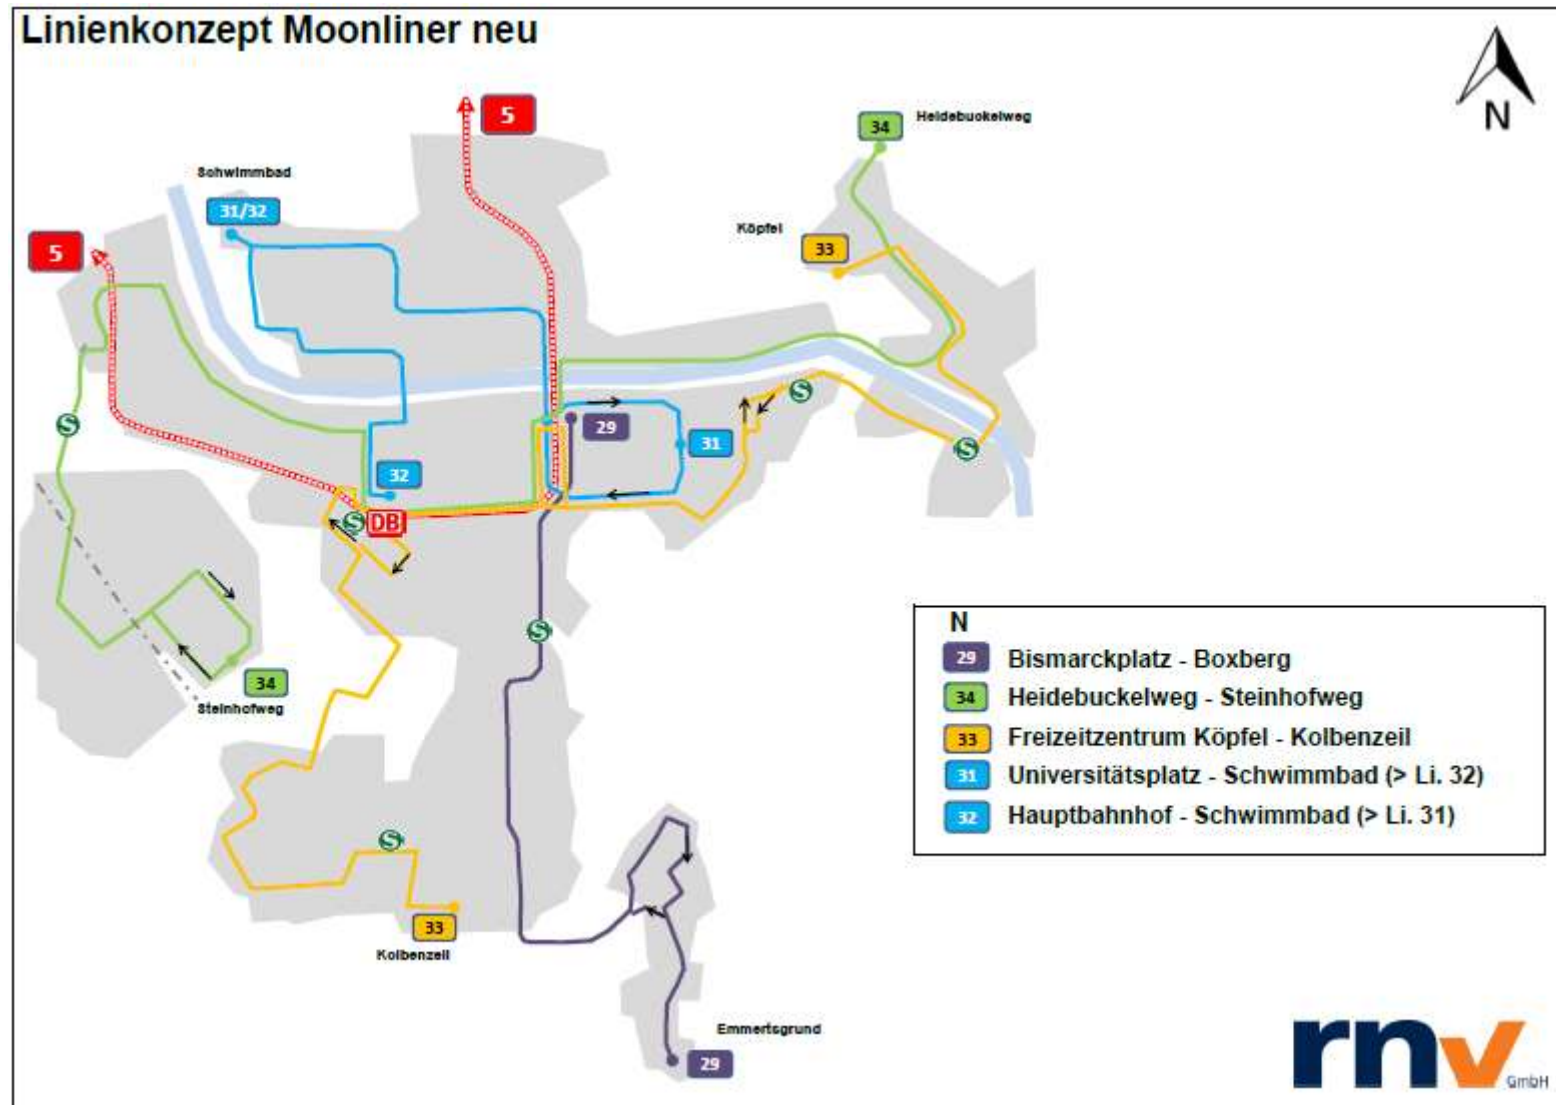 Linienkonzept Moonliner neu
N
5
34
Heidebuckelweg
Schwimmbad
31/32
Köpfel
33
5
29
31
32
S
S
S
S
DB
S
34
Steinhofweg
S
33
Kolbenzeil
Emmertsgrund
29
N
29 Bismarckplatz - Boxberg
34 Heidebuckelweg - Steinhofweg
33 Freizeitzentrum Köpfel - Kolbenzeil
31 Universitätsplatz - Schwimmbad (> Li. 32)
32 Hauptbahnhof - Schwimmbad (> Li. 31)
rnv
GmbH